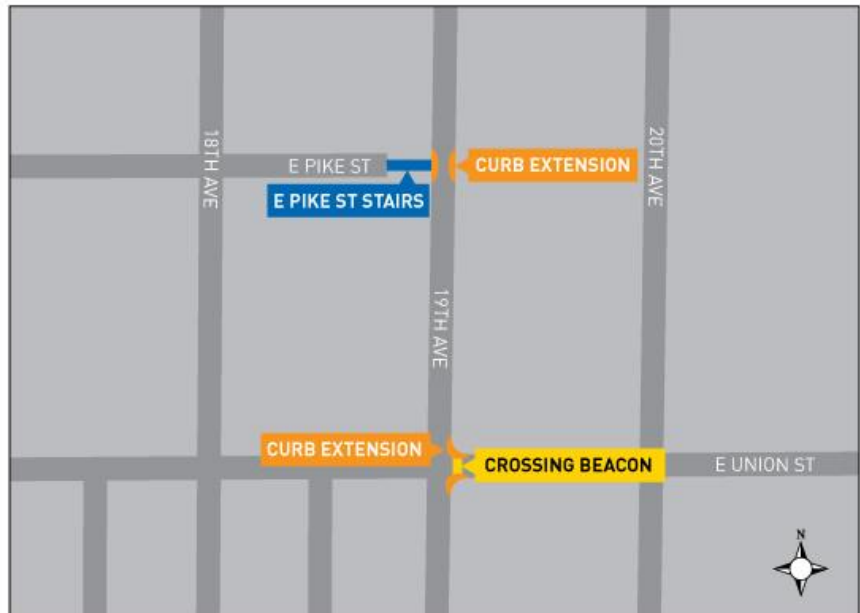 18TH AVE
E PIKE ST
E PIKE ST STAIRS
CURB EXTENSION
20TH AVE
19TH AVE
CURB EXTENSION
CROSSING BEACON
E UNION ST
N